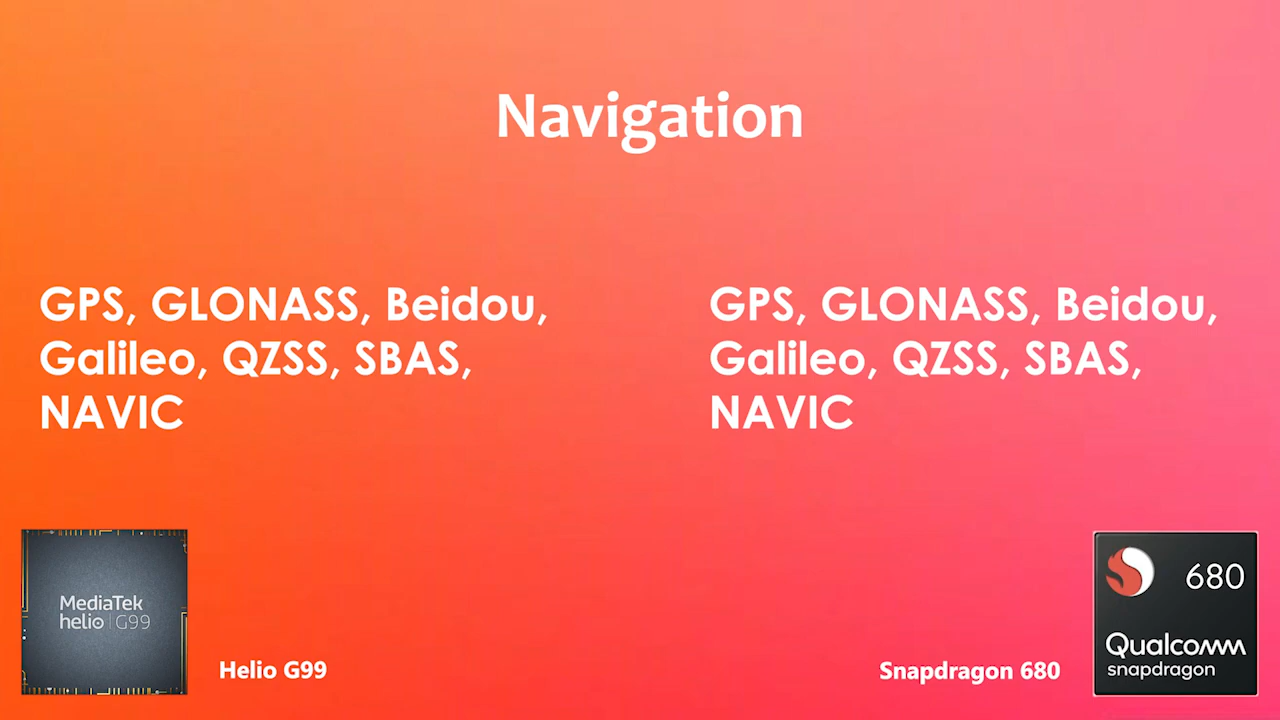 Navigation
GPS, GLONASS, Beidou,
Galileo, QZSS, SBAS,
NAVIC
GPS, GLONASS, Beidou,
Galileo, QZSS, SBAS,
NAVIC
MediaTek
helio G99
Helio G99
Snapdragon 680
680
Qualcomm
snapdragon